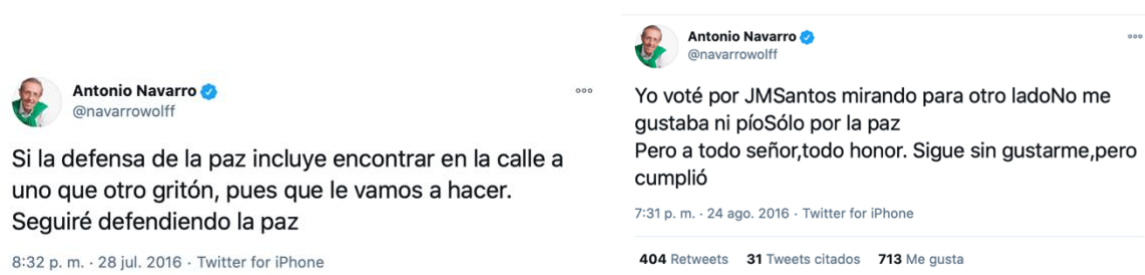 Antonio Navarro
@navarrowolff
Si la defensa de la paz incluye encontrar en la calle a
uno que otro gritón, pues que le vamos a hacer.
Seguiré defendiendo la paz
8:32 p. m. · 28 jul. 2016 · Twitter for iPhone
Antonio Navarro
@navarrowolff
Yo voté por JMSantos mirando para otro ladoNo me
gustaba ni píoSólo por la paz
Pero a todo señor,todo honor. Sigue sin gustarme,pero
cumplió
7:31 p. m. · 24 ago. 2016 · Twitter for iPhone
404 Retweets 31 Tweets citados 713 Me gusta